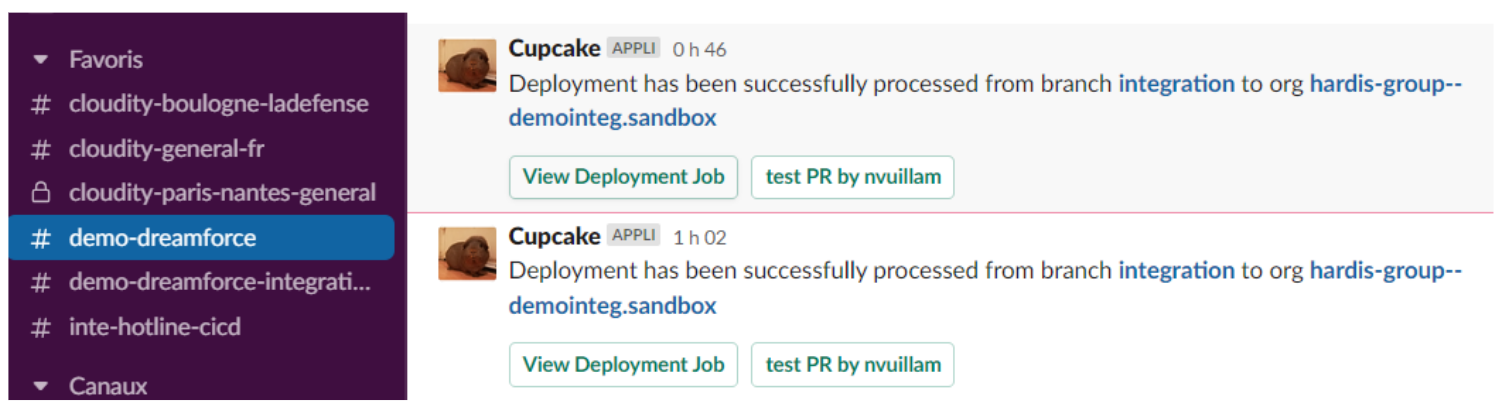 Favoris
# cloudity-boulogne-ladefense
# cloudity-general-fr
cloudity-paris-nantes-general
# demo-dreamforce
# demo-dreamforce-integrati...
# inte-hotline-cicd
Canaux
Cupcake APPLI 0 h 46
Deployment has been successfully processed from branch integration to org hardis-group--
demointeg.sandbox
View Deployment Job test PR by nvuillam
Cupcake APPLI 1 h 02
Deployment has been successfully processed from branch integration to org hardis-group--
demointeg.sandbox
View Deployment Job test PR by nvuillam